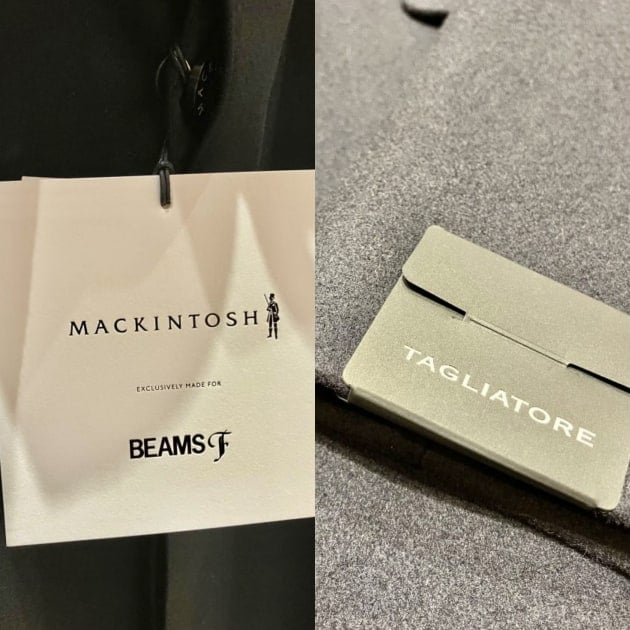 MACKINTOSH
EXCLUSIVELY MADE FOR
BEAMS F
TAGLIATORE